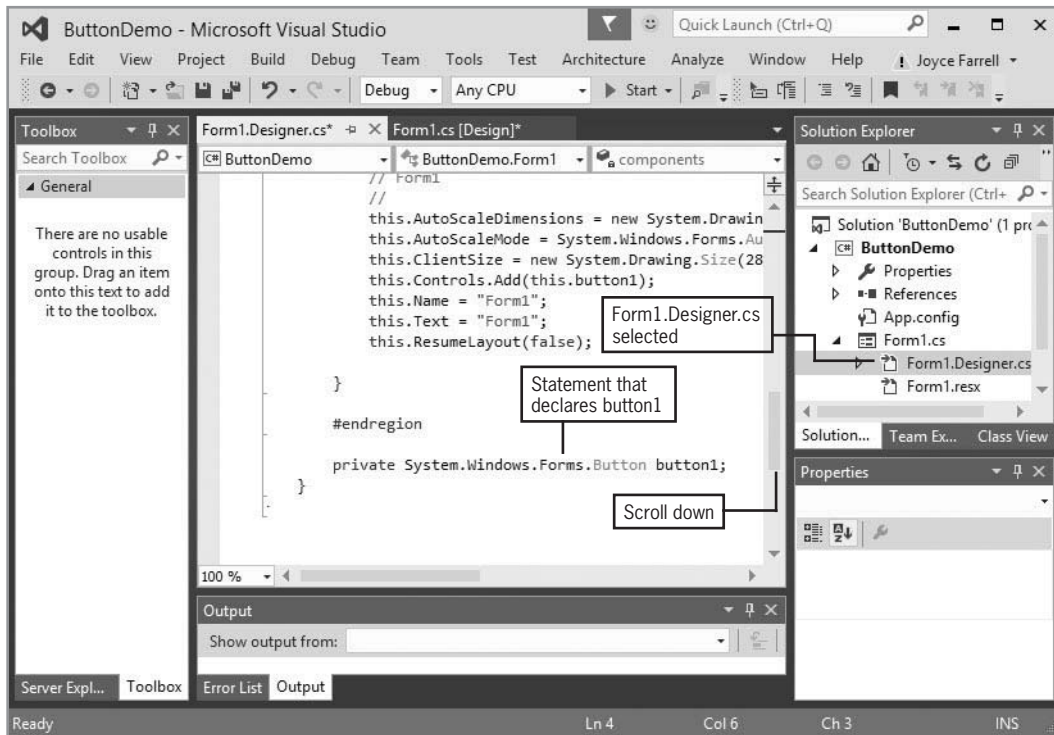 ButtonDemo - Microsoft Visual Studio
Quick Launch (Ctrl+Q)
File Edit View Project Build Debug Team Tools Test Architecture Analyze Window Help Joyce Farrell
Debug Any CPU Start
Toolbox
Search Toolbox
General
There are no usable
controls in this
group. Drag an item
onto this text to add
it to the toolbox.
Server Expl... Toolbox
Form1.Designer.cs* Form1.cs [Design]*
C# ButtonDemo ButtonDemo.Form1 components
// Form1
//
this.AutoScaleDimensions = new System.Drawin
this.AutoScaleMode = System.Windows.Forms.Au
this.ClientSize = new System.Drawing.Size(28
this.Controls.Add(this.button1);
this.Name = "Form1";
this.Text = "Form1";
this.ResumeLayout(false);
}
#endregion
private System.Windows.Forms.Button button1;
}
Form1.Designer.cs
selected
Statement that
declares button1
Scroll down
100 %
Output
Show output from:
Error List Output
Solution Explorer
Search Solution Explorer (Ctrl+
Solution 'ButtonDemo' (1 pro
C# ButtonDemo
Properties
References
App.config
Form1.cs
Form1.Designer.cs
Form1.resx
Solution... Team Ex... Class View
Properties
Ready Ln 4 Col 6 Ch 3 INS